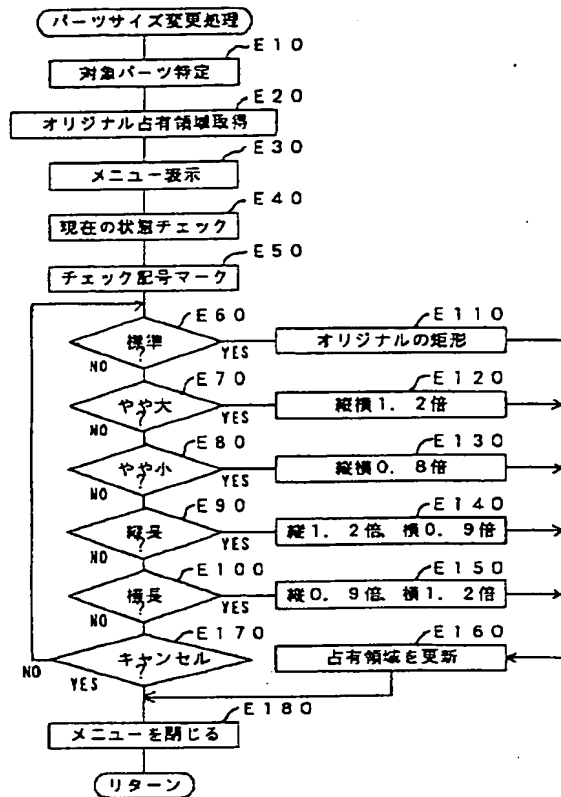 パーツサイズ変更処理
E10
対象パーツ特定
E20
オリジナル占有領域取得
E30
メニュー表示
E40
現在の状態チェック
E50
チェック記号マーク
E60
標準
?
YES
NO
E110
オリジナルの矩形
E70
やや大
?
YES
NO
E120
縦横1.2倍
E80
やや小
?
YES
NO
E130
縦横0.8倍
E90
縦長
?
YES
NO
E140
縦1.2倍、横0.9倍
E100
横長
?
YES
NO
E150
縦0.9倍、横1.2倍
E170
キャンセル
?
NO
YES
E160
占有領域を更新
E180
メニューを閉じる
リターン